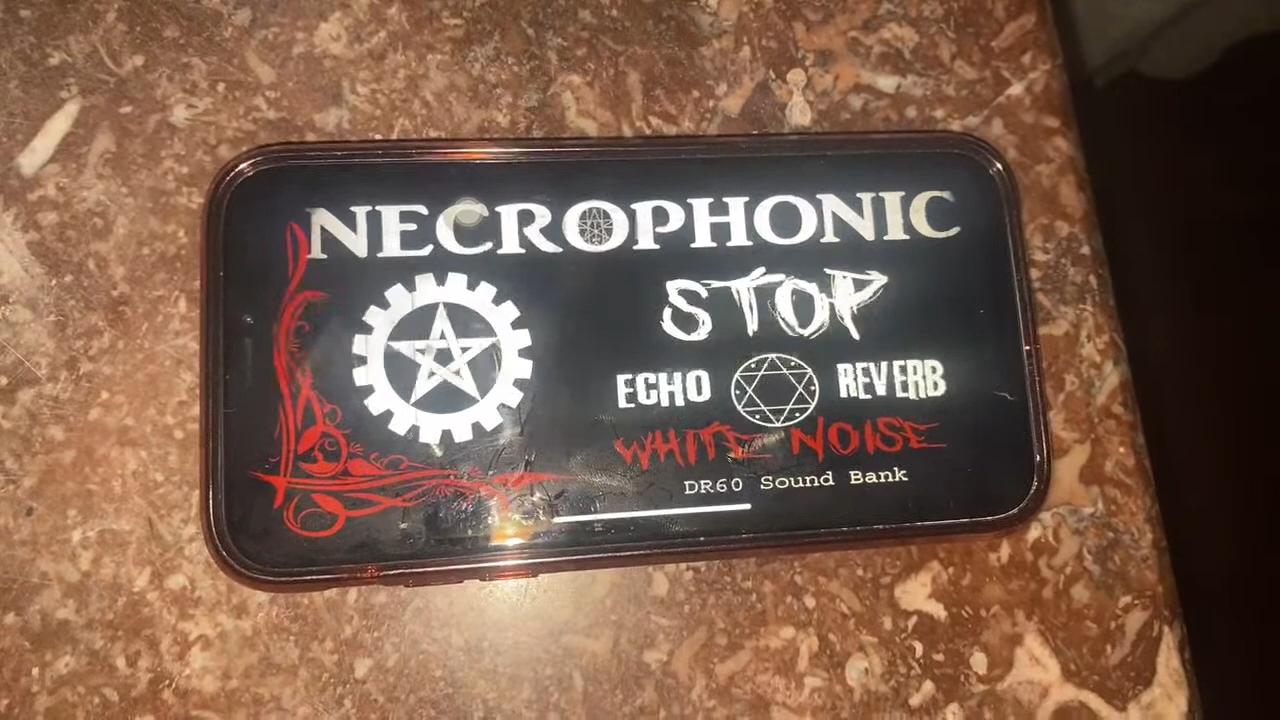 NECROPHONIC
STOP
ECHO REVERB
WHITE NOISE
DR60 Sound Bank